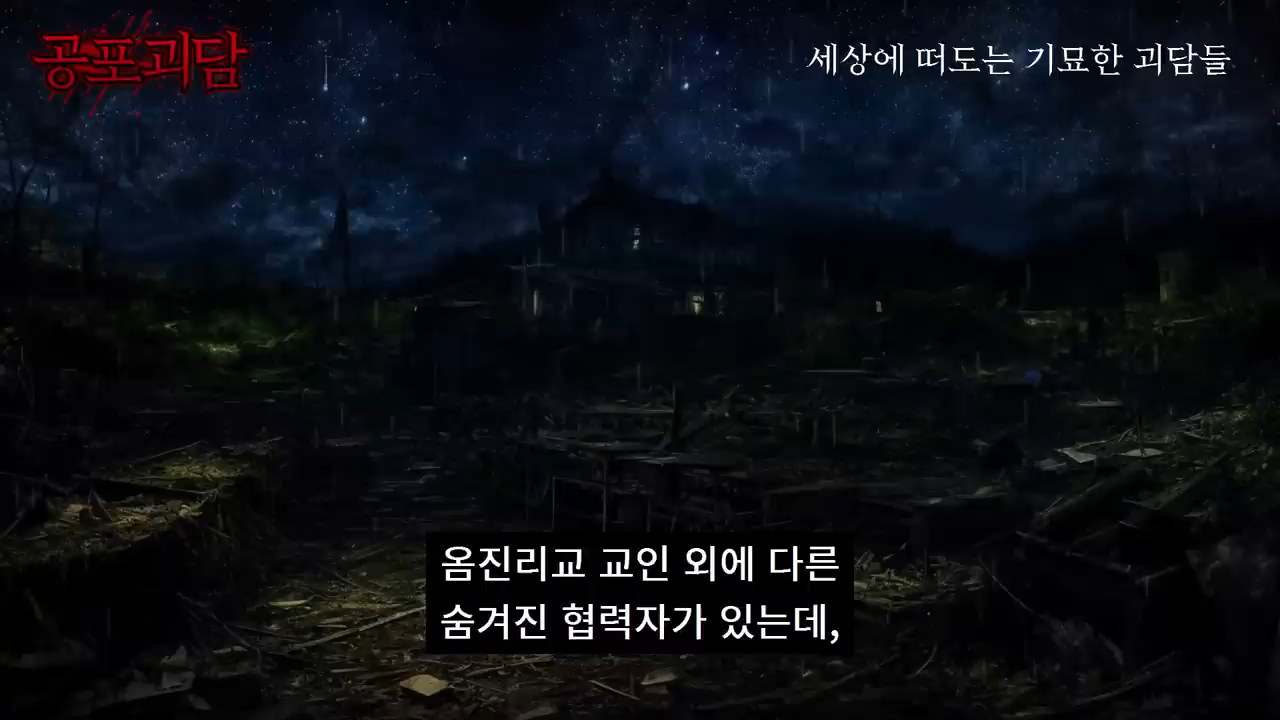 공포괴담
세상에 떠도는 기묘한 괴담들
옴진리교 교인 외에 다른
숨겨진 협력자가 있는데,